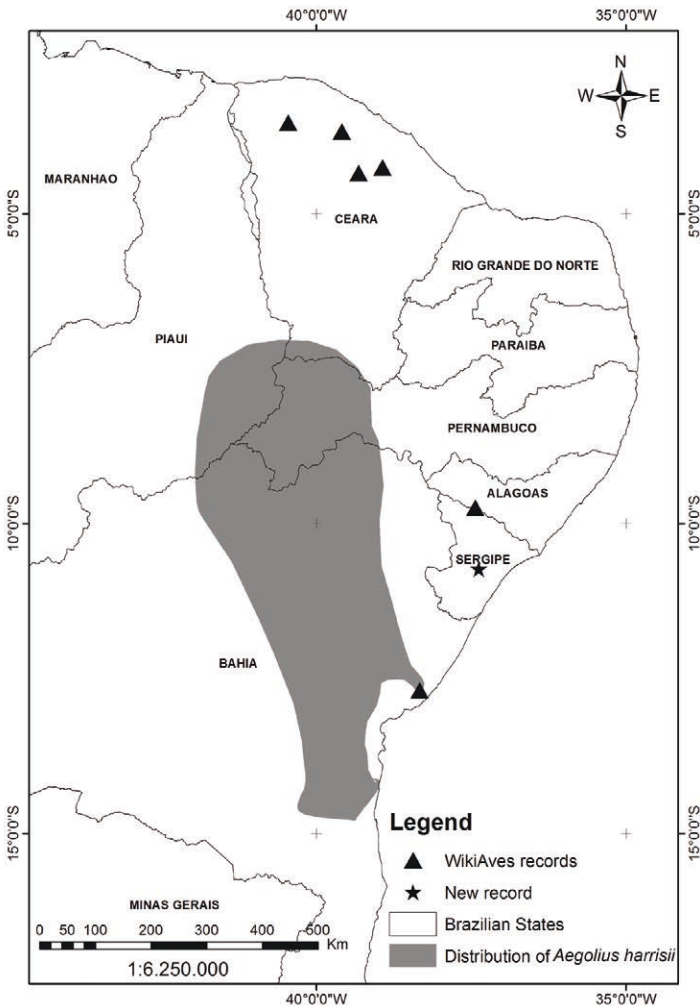 40°0'0"W
35°0'0"W
N
W
E
S
MARANHAO
5°0'0"S
5°0'0"S
CEARA
RIO GRANDE DO NORTE
PIAUI
PARAIBA
PERNAMBUCO
ALAGOAS
10°0'0"S
10°0'0"S
SERGIPE
BAHIA
Legend
15°0'0"S
15°0'0"S
WikiAves records
New record
MINAS GERAIS
Brazilian States
0 50 100 200 300 400 500
Km
Distribution of Aegolius harrisii
1:6.250.000
40°0'0"W
35°0'0"W